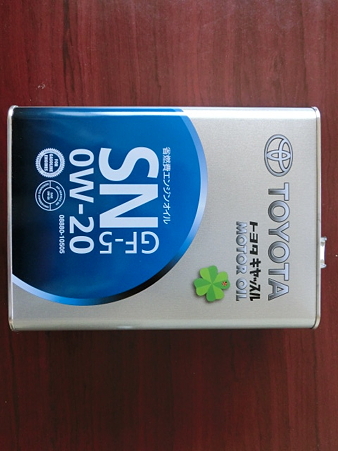 TOYOTA
トヨタ キャッスル
MOTOR OIL
省燃費エンジンオイル
SN
GF-5
0W-20
08880-10505